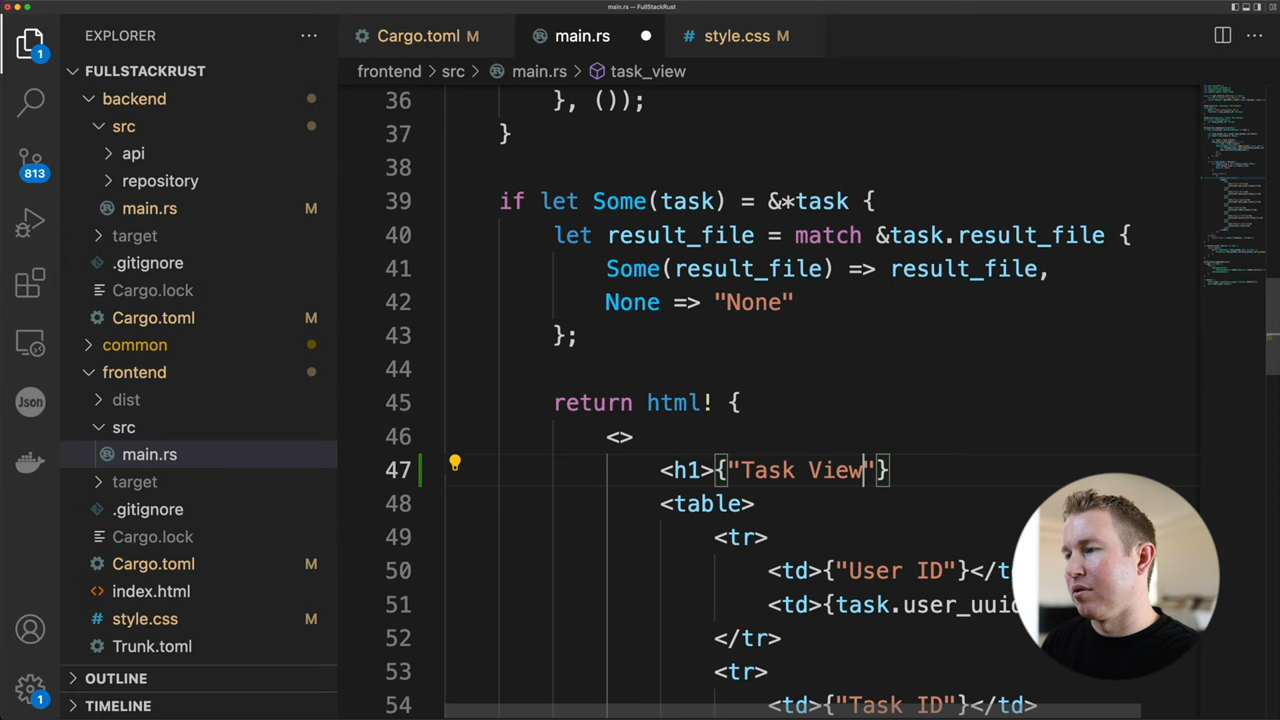 main.rs — FullStackRust
EXPLORER
FULLSTACKRUST
backend
src
api
repository
main.rs M
target
.gitignore
Cargo.lock
Cargo.toml M
common
frontend
dist
src
main.rs
target
.gitignore
Cargo.lock
Cargo.toml M
index.html
style.css M
Trunk.toml
OUTLINE
TIMELINE
1
813
Json
1
Cargo.toml M
main.rs
style.css M
frontend > src > main.rs > task_view
36 }, ());
37 }
38
39 if let Some(task) = &*task {
40 let result_file = match &task.result_file {
41 Some(result_file) => result_file,
42 None => "None"
43 };
44
45 return html! {
46 <>
47 <h1>{"Task View"}
48 <table>
49 <tr>
50 <td>{"User ID"}</t
51 <td>{task.user_uui
52 </tr>
53 <tr>
54 <td>{"Task ID"}</td>